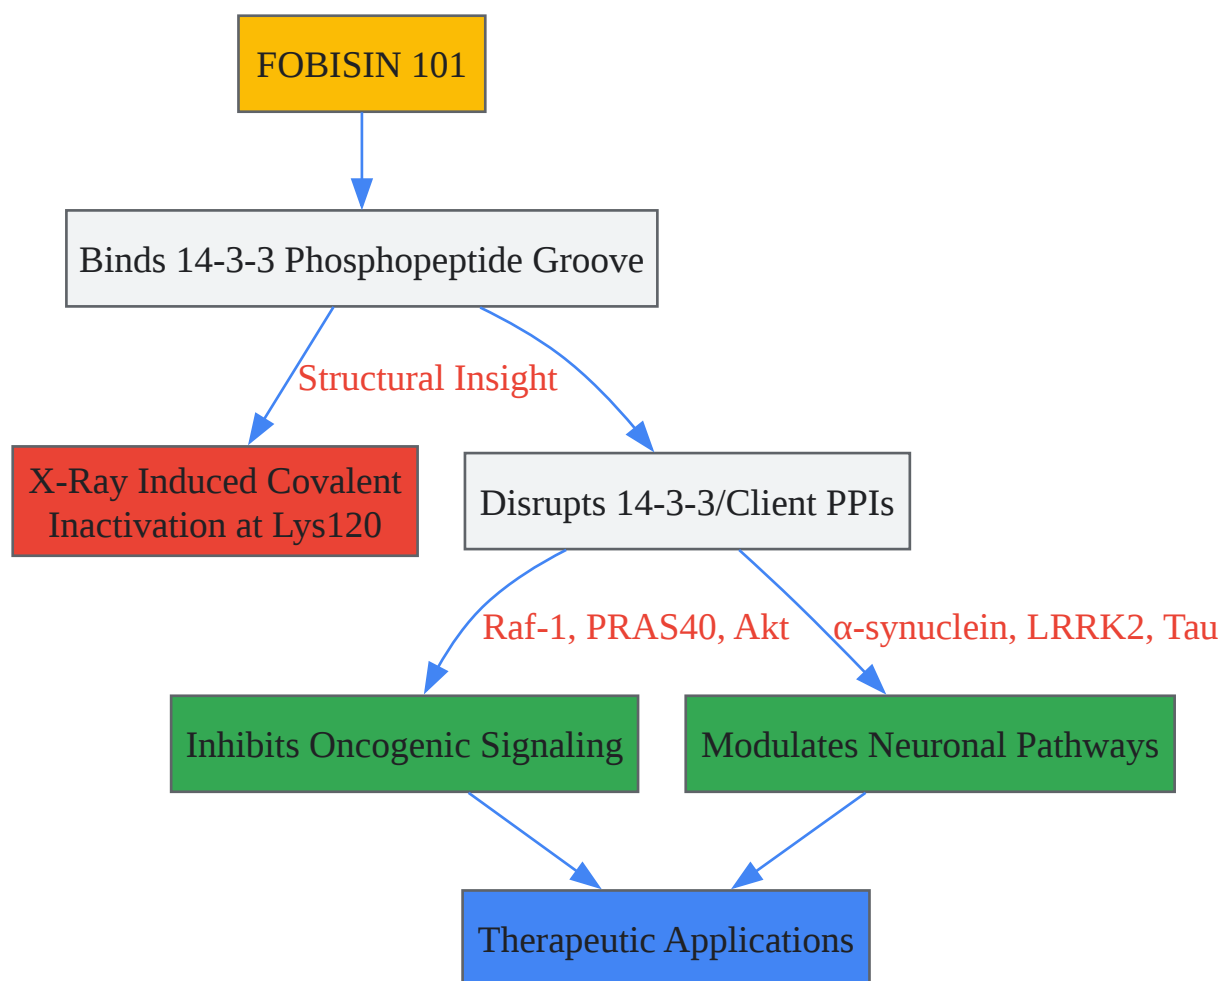 FOBISIN 101
Binds 14-3-3 Phosphopeptide Groove
Structural Insight
X-Ray Induced Covalent
Inactivation at Lys120
Disrupts 14-3-3/Client PPIs
Raf-1, PRAS40, Akt
α-synuclein, LRRK2, Tau
Inhibits Oncogenic Signaling
Modulates Neuronal Pathways
Therapeutic Applications